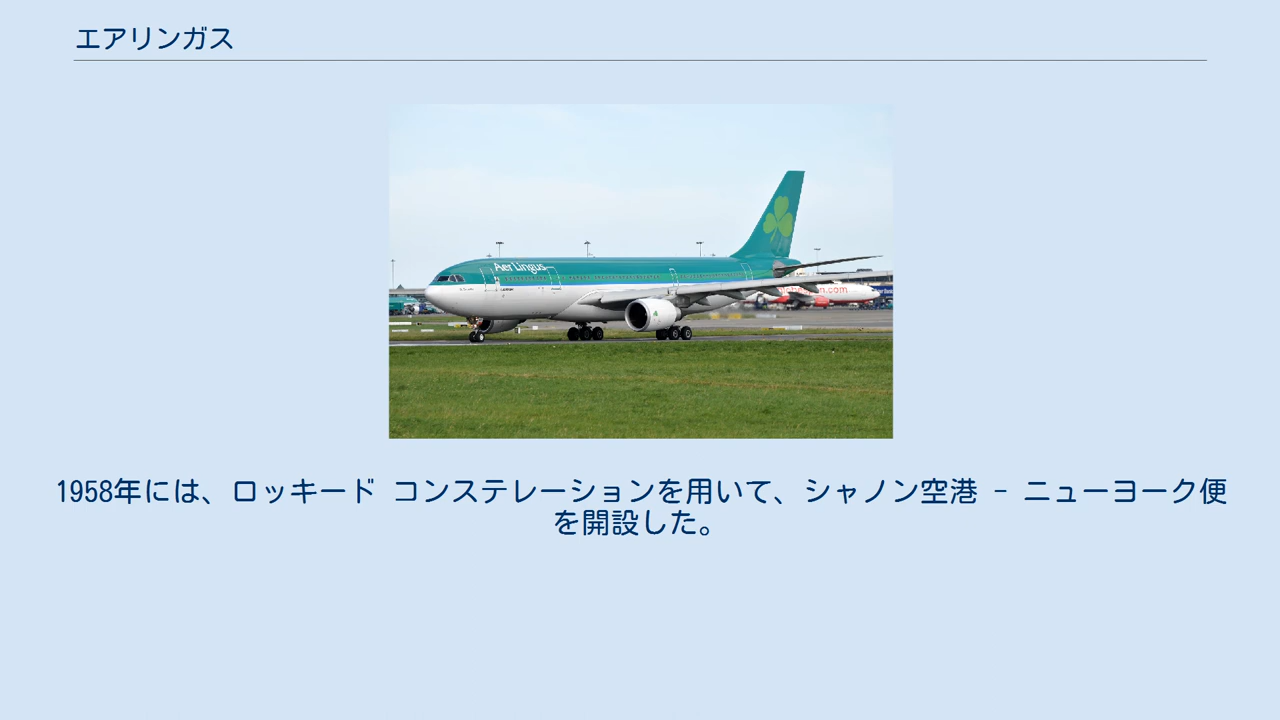 エアリンガス
Aer Lingus
1958年には、ロッキード コンステレーションを用いて、シャノン空港 - ニューヨーク便
を開設した。